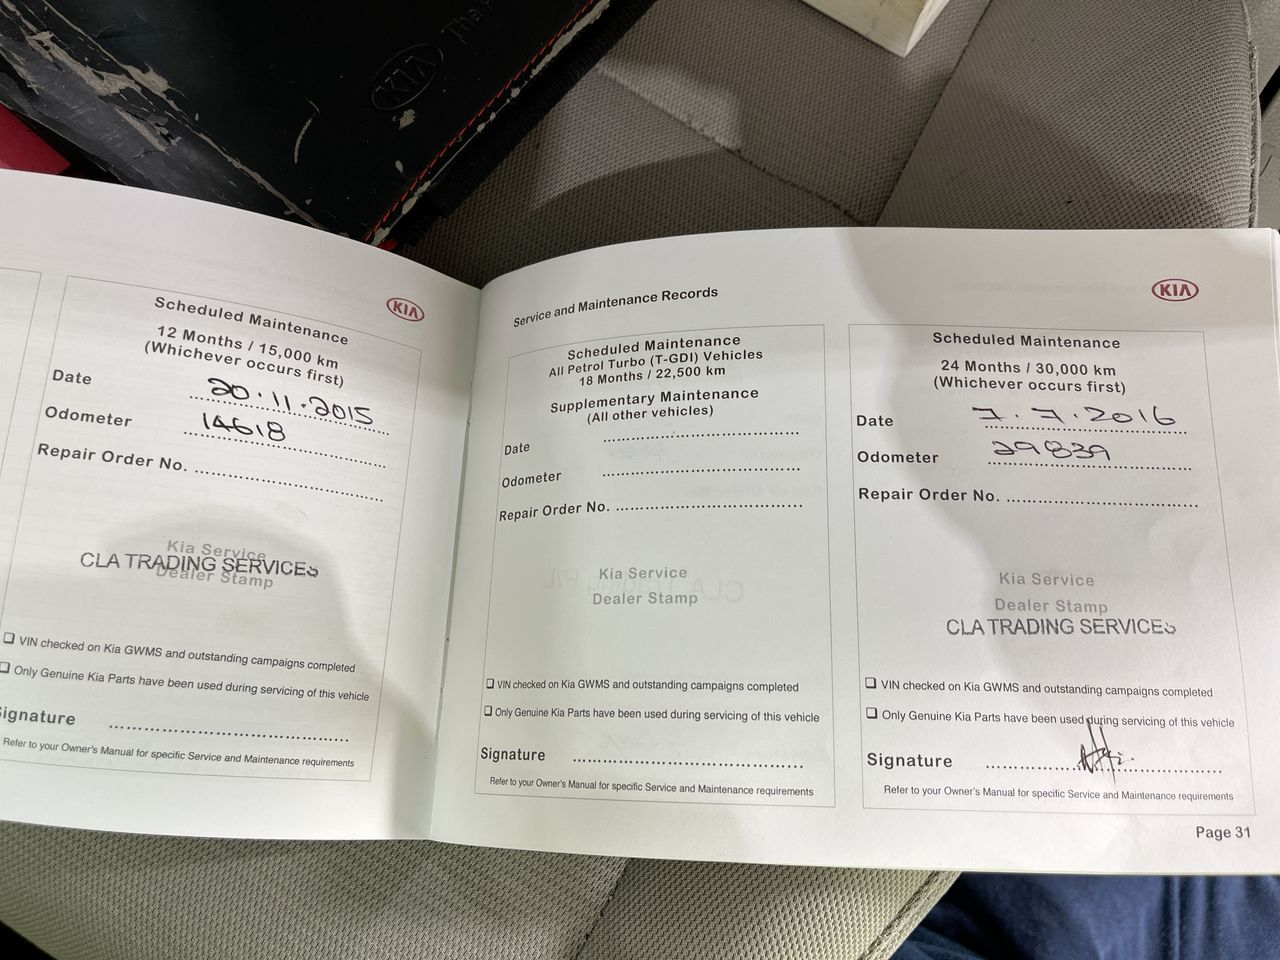 KIA
The
KIA
Scheduled Maintenance
12 Months / 15,000 km
(Whichever occurs first)
Date 20.11.2015
Odometer 14618
Repair Order No.
Kia Service
CLA TRADING SERVICES
Dealer Stamp
VIN checked on Kia GWMS and outstanding campaigns completed
Only Genuine Kia Parts have been used during servicing of this vehicle
Signature
Refer to your Owner's Manual for specific Service and Maintenance requirements
Service and Maintenance Records
Scheduled Maintenance
All Petrol Turbo (T-GDI) Vehicles
18 Months / 22,500 km
Supplementary Maintenance
(All other vehicles)
Date
Odometer
Repair Order No.
Kia Service
Dealer Stamp
VIN checked on Kia GWMS and outstanding campaigns completed
Only Genuine Kia Parts have been used during servicing of this vehicle
Signature
Refer to your Owner's Manual for specific Service and Maintenance requirements
KIA
Scheduled Maintenance
24 Months / 30,000 km
(Whichever occurs first)
Date 7.7.2016
Odometer 29839
Repair Order No.
Kia Service
Dealer Stamp
CLA TRADING SERVICES
VIN checked on Kia GWMS and outstanding campaigns completed
Only Genuine Kia Parts have been used during servicing of this vehicle
Signature
Refer to your Owner's Manual for specific Service and Maintenance requirements
Page 31